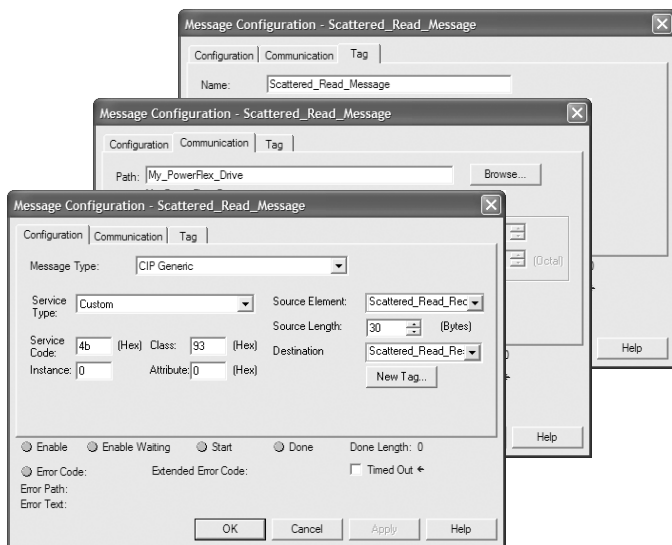 Message Configuration - Scattered_Read_Message
Configuration Communication Tag
Name: Scattered_Read_Message
Help
Message Configuration - Scattered_Read_Message
Configuration Communication Tag
Path: My_PowerFlex_Drive Browse...
(Octal)
Help
Message Configuration - Scattered_Read_Message
Configuration Communication Tag
Message Type: CIP Generic
Service Type: Custom
Source Element: Scattered_Read_Rec
Source Length: 30 (Bytes)
Service Code: 4b (Hex) Class: 93 (Hex)
Destination Scattered_Read_Re:
Instance: 0 Attribute: 0 (Hex)
New Tag...
Enable Enable Waiting Start Done Done Length: 0
Error Code: Extended Error Code: Timed Out
Error Path:
Error Text:
OK Cancel Apply Help